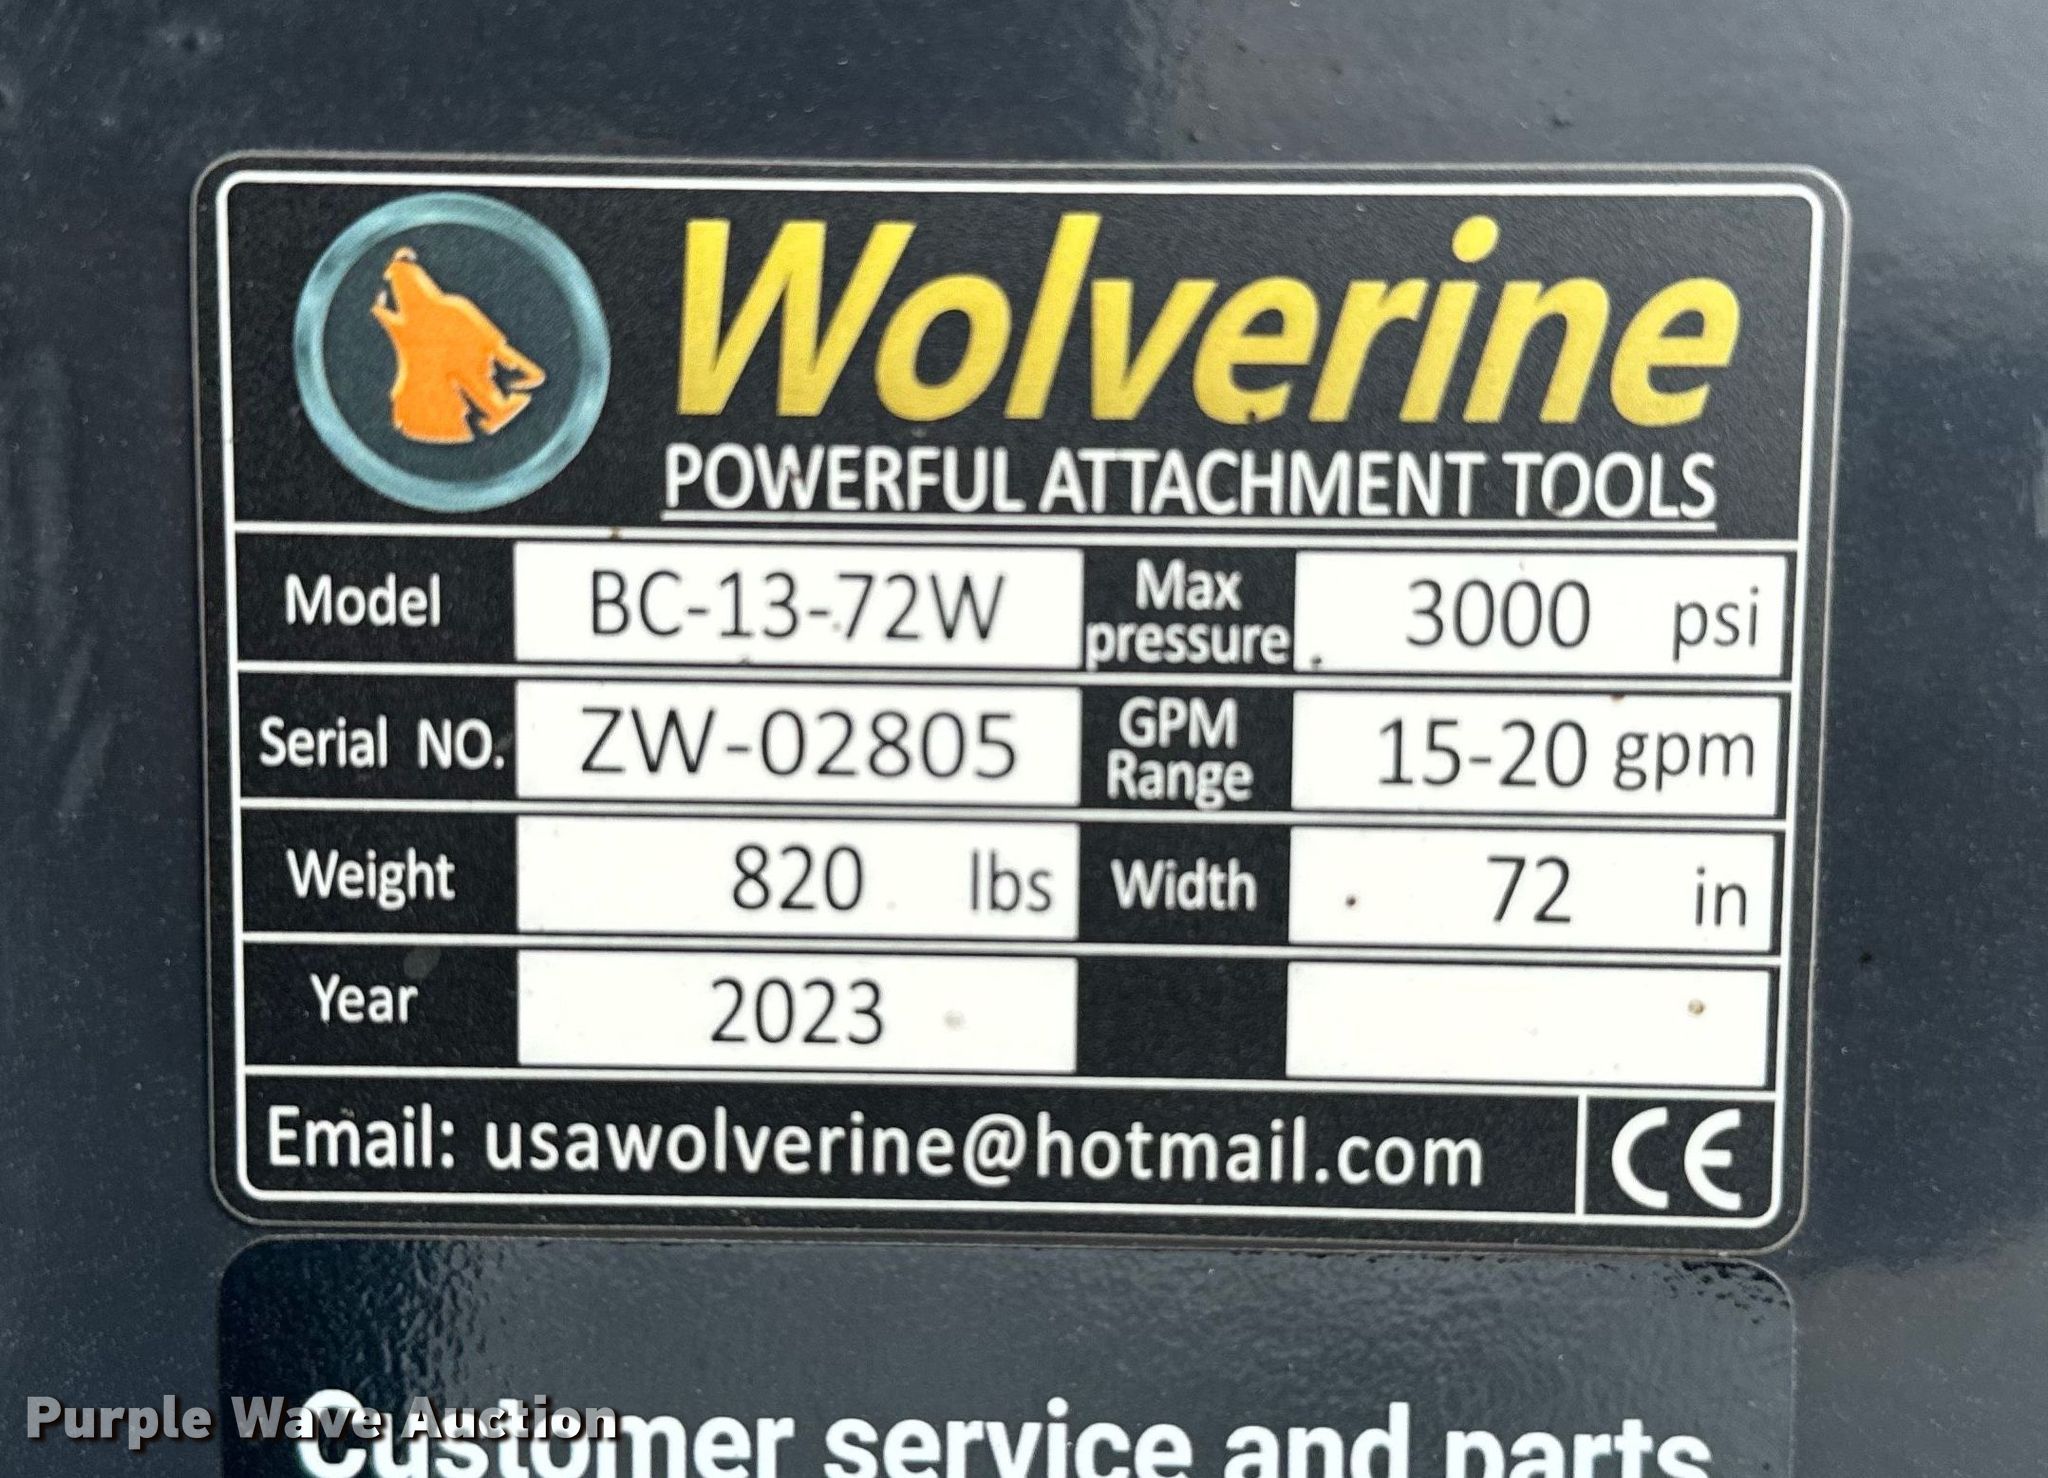 Wolverine
POWERFUL ATTACHMENT TOOLS
Model BC-13-72W Max pressure 3000 psi
Serial NO. ZW-02805 GPM Range 15-20 gpm
Weight 820 lbs Width 72 in
Year 2023
Email: usawolverine@hotmail.com CE
Customer service and parts
Purple Wave Auction